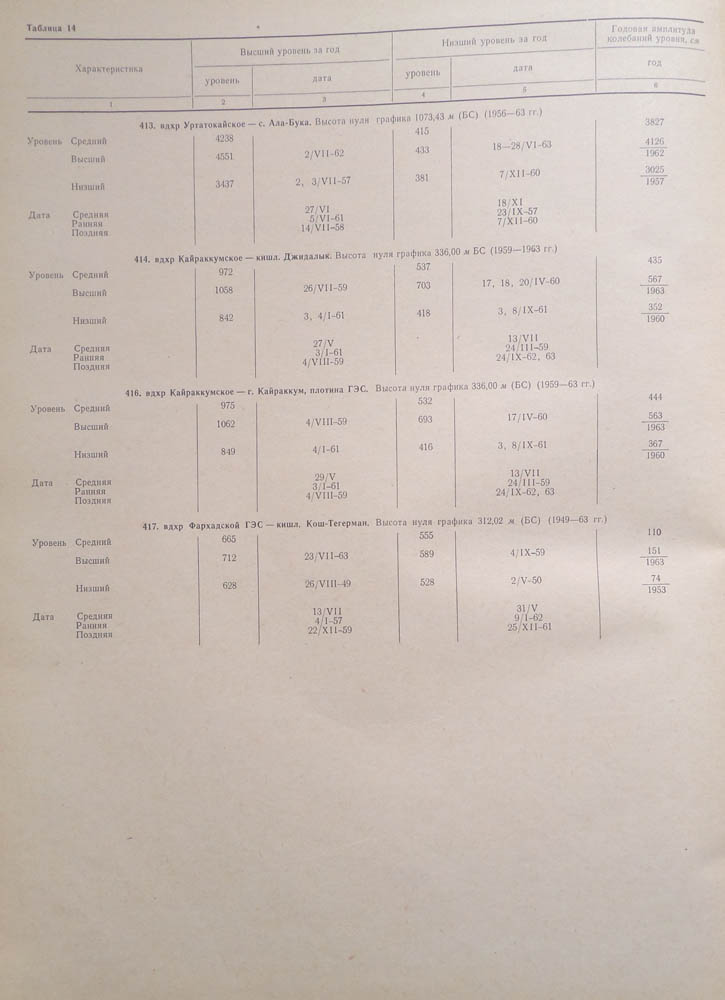 Таблица 14
Характеристика | Высший уровень за год | Низший уровень за год | Годовая амплитуда колебаний уровня, см
уровень | дата | уровень | дата | год
1 | 2 | 3 | 4 | 5 | 6
413. вдхр Уртатокайское — с. Ала-Бука. Высота нуля графика 1073,43 м (БС) (1956—63 гг.)
Уровень Средний 4238 415 3827
Высший 4551 2/VII–62 433 18—28/VI–63 4126/1962
Низший 3437 2, 3/VII–57 381 7/XII–60 3025/1957
Дата Средняя 27/VI 18/XI
Ранняя 5/VI–61 23/IX–57
Поздняя 14/VII–58 7/XII–60
414. вдхр Кайраккумское — кишл. Джидалык. Высота нуля графика 336,00 м БС (1959—1963 гг.)
Уровень Средний 972 537 435
Высший 1058 26/VII–59 703 17, 18, 20/IV–60 567/1963
Низший 842 3, 4/I–61 418 3, 8/IX–61 352/1960
Дата Средняя 27/V 13/VII
Ранняя 3/I–61 24/III–59
Поздняя 4/VIII–59 24/IX–62, 63
416. вдхр Кайраккумское — г. Кайраккум, плотина ГЭС. Высота нуля графика 336,00 м (БС) (1959—63 гг.)
Уровень Средний 975 532 444
Высший 1062 4/VIII–59 693 17/IV–60 563/1963
Низший 849 4/I–61 416 3, 8/IX–61 367/1960
Дата Средняя 29/V 13/VII
Ранняя 3/I–61 24/III–59
Поздняя 4/VIII–59 24/IX–62, 63
417. вдхр Фархадской ГЭС — кишл. Кош-Тегерман. Высота нуля графика 312,02 м (БС) (1949—63 гг.)
Уровень Средний 665 555 110
Высший 712 23/VII–63 589 4/IX–59 151/1963
Низший 628 26/VIII–49 528 2/V–50 74/1953
Дата Средняя 13/VII 31/V
Ранняя 4/I–57 9/I–62
Поздняя 22/XII–59 25/XII–61